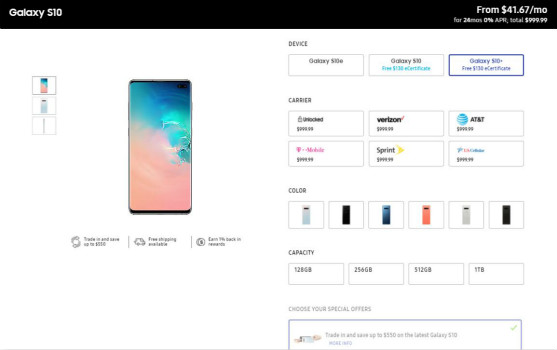 Galaxy S10
From $41.67/mo
for 24mos 0% APR, total $999.99
DEVICE
Galaxy S10e
Galaxy S10
Free $130 eCertificate
Galaxy S10+
Free $130 eCertificate
CARRIER
Unlocked
$999.99
verizon
$999.99
AT&T
$999.99
T-Mobile
$999.99
Sprint
$999.99
$999.99
COLOR
Trade in and save
up to $550
Free shipping
available
Earn 1% back in
rewards
CAPACITY
128GB
256GB
512GB
1TB
CHOOSE YOUR SPECIAL OFFERS
Trade in and save up to $550 on the latest Galaxy S10
MORE INFO